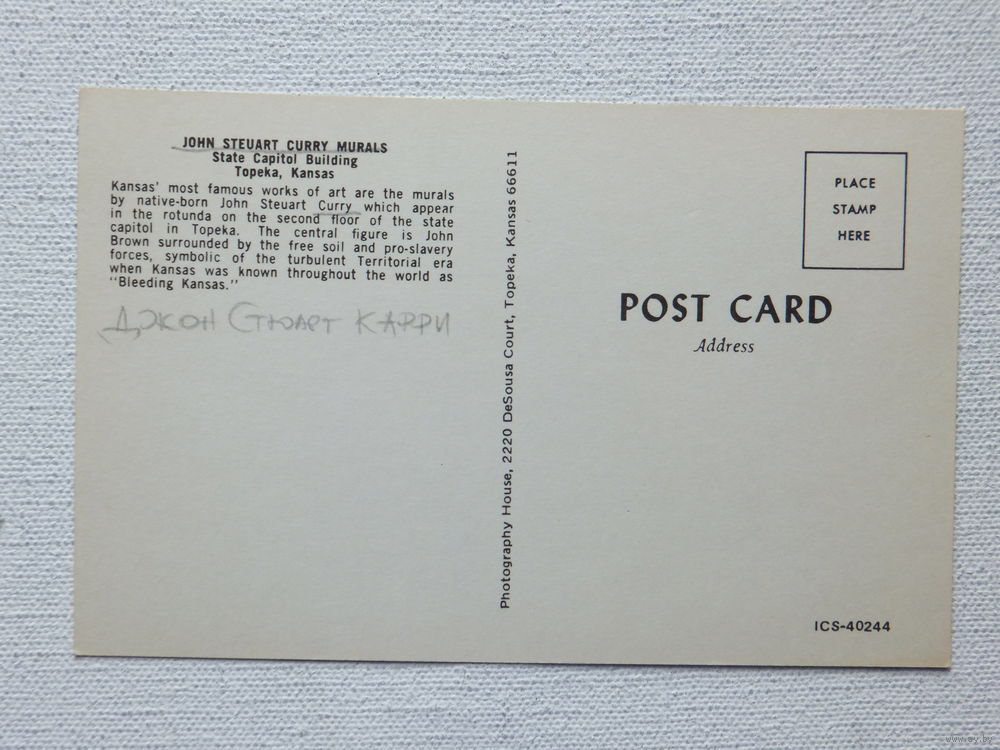 JOHN STEUART CURRY MURALS
State Capitol Building
Topeka, Kansas
Kansas' most famous works of art are the murals
by native-born John Steuart Curry which appear
in the rotunda on the second floor of the state
capitol in Topeka. The central figure is John
Brown surrounded by the free soil and pro-slavery
forces, symbolic of the turbulent Territorial era
when Kansas was known throughout the world as
"Bleeding Kansas."
ДЖОН СТЮАРТ КАРРИ
Photography House, 2220 DeSousa Court, Topeka, Kansas 66611
PLACE
STAMP
HERE
POST CARD
Address
ICS-40244
www.ay.by